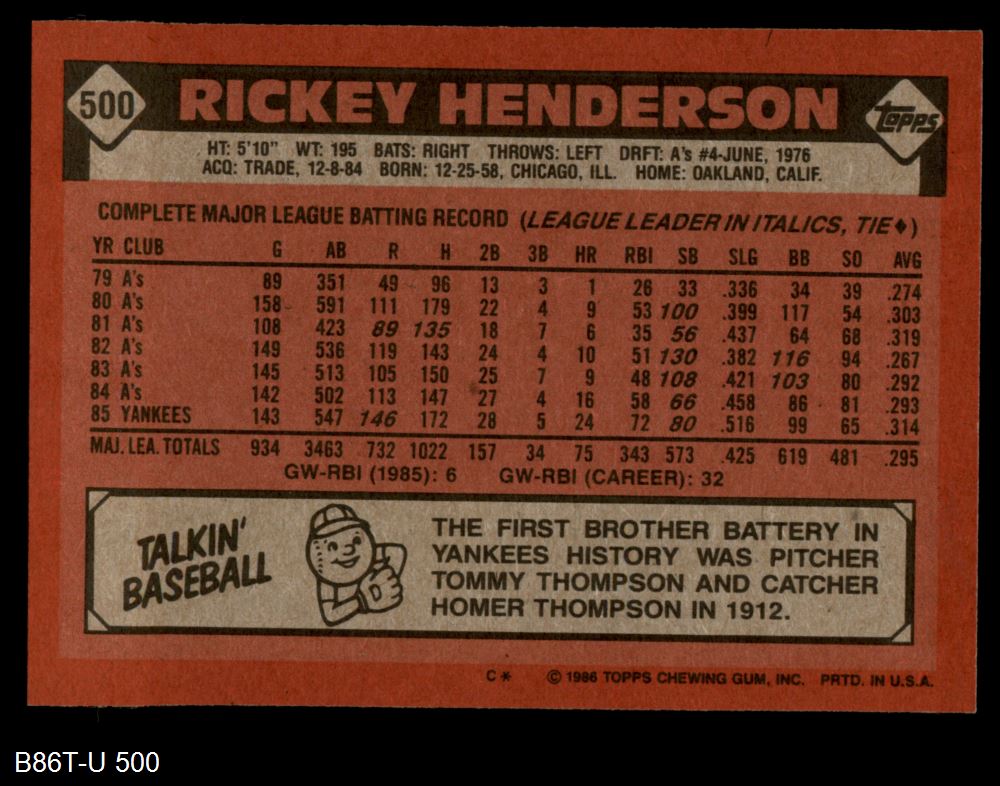 500 RICKEY HENDERSON Topps
HT: 5'10" WT: 195 BATS: RIGHT THROWS: LEFT DRFT: A's #4-JUNE, 1976
ACQ: TRADE, 12-8-84 BORN: 12-25-58, CHICAGO, ILL. HOME: OAKLAND, CALIF.
COMPLETE MAJOR LEAGUE BATTING RECORD (LEAGUE LEADER IN ITALICS, TIE♦)
YR CLUB G AB R H 2B 3B HR RBI SB SLG BB SO AVG
79 A's 89 351 49 96 13 3 1 26 33 .336 34 39 .274
80 A's 158 591 111 179 22 4 9 53 100 .399 117 54 .303
81 A's 108 423 89 135 18 7 6 35 56 .437 64 68 .319
82 A's 149 536 119 143 24 4 10 51 130 .382 116 94 .267
83 A's 145 513 105 150 25 7 9 48 108 .421 103 80 .292
84 A's 142 502 113 147 27 4 16 58 66 .458 86 81 .293
85 YANKEES 143 547 146 172 28 5 24 72 80 .516 99 65 .314
MAJ. LEA. TOTALS 934 3463 732 1022 157 34 75 343 573 .425 619 481 .295
GW-RBI (1985): 6 GW-RBI (CAREER): 32
TALKIN'
BASEBALL
THE FIRST BROTHER BATTERY IN
YANKEES HISTORY WAS PITCHER
TOMMY THOMPSON AND CATCHER
HOMER THOMPSON IN 1912.
C* © 1986 TOPPS CHEWING GUM, INC. PRTD. IN U.S.A.
B86T-U 500